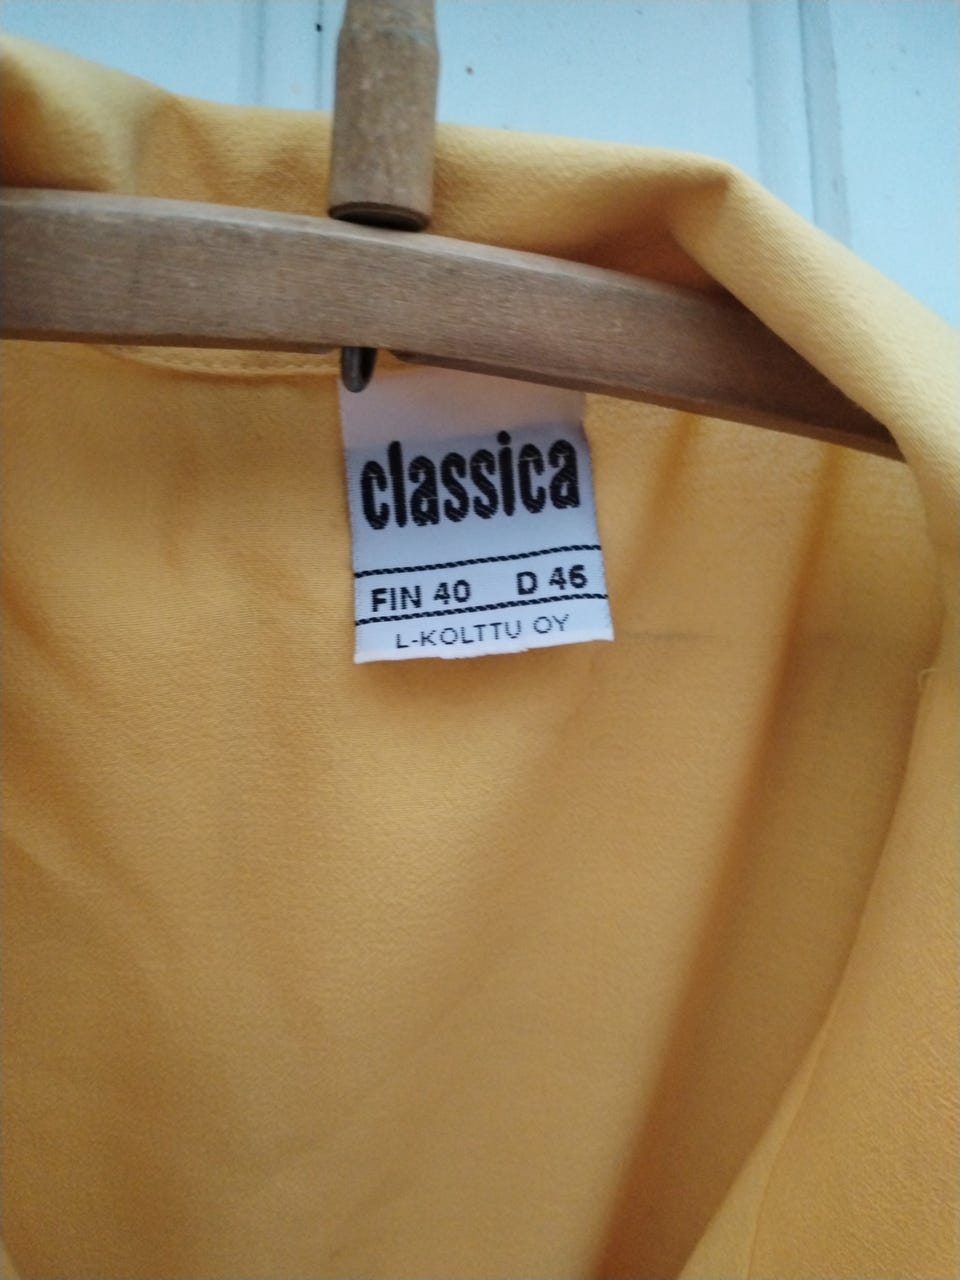 classica
FIN 40 D 46
L-KOLTTU OY